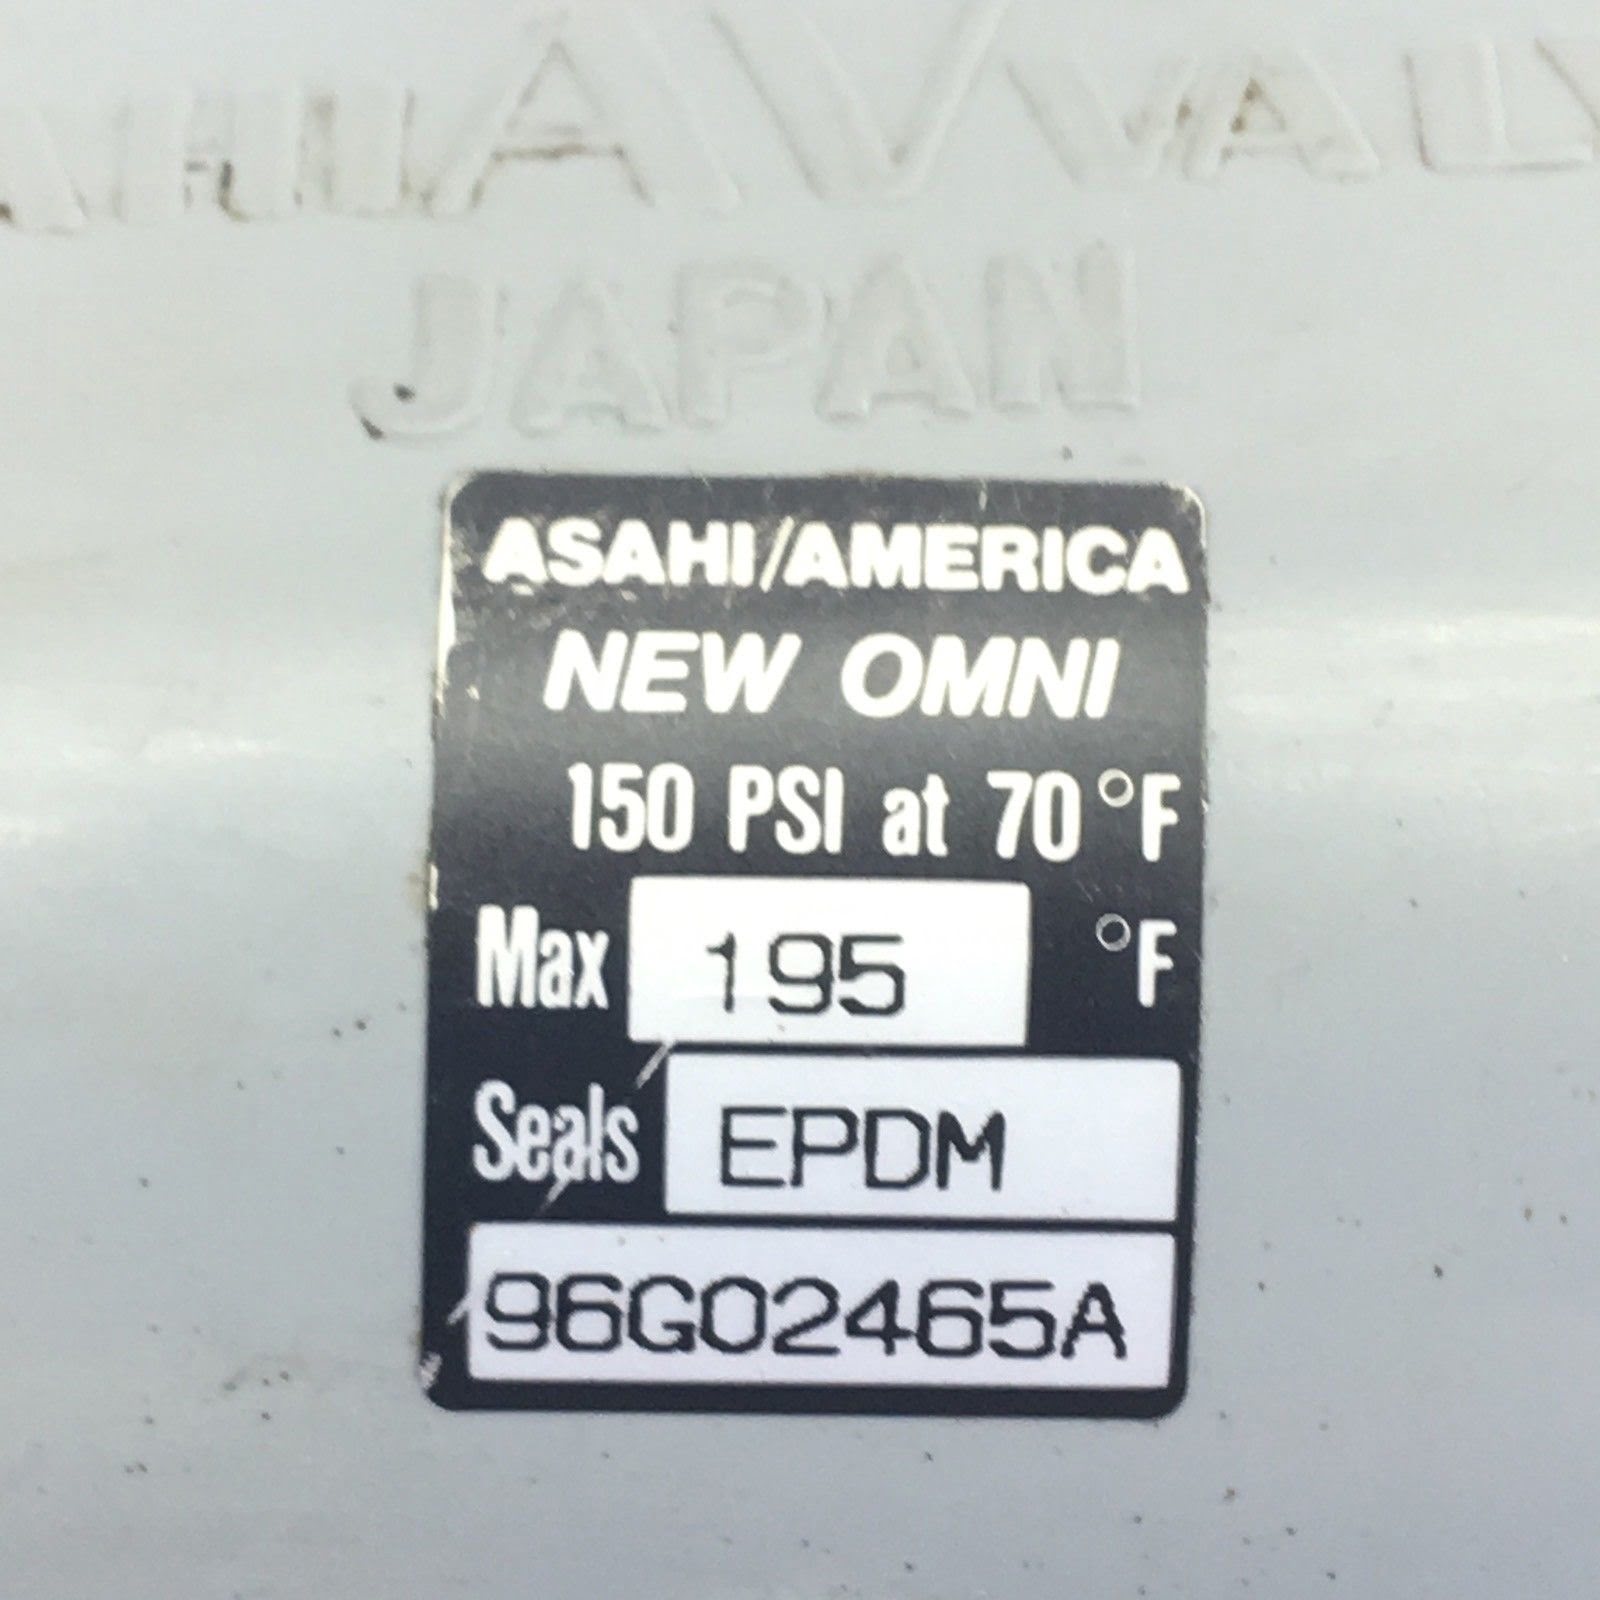 JAPAN
ASAHI/AMERICA
NEW OMNI
150 PSI at 70 °F
Max 195 °F
Seals EPDM
96G02465A